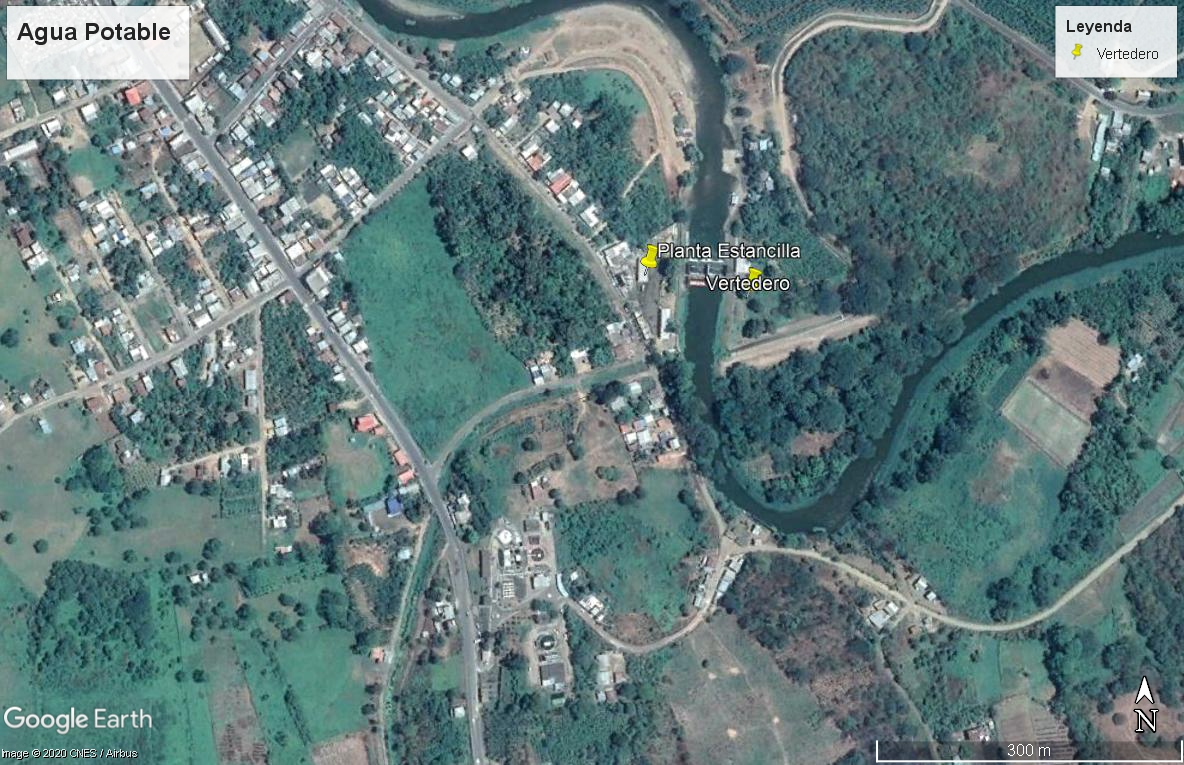 Agua Potable
Leyenda
Vertedero
Planta Estancilla
Vertedero
Google Earth
Image © 2020 CNES / Airbus
N
300 m